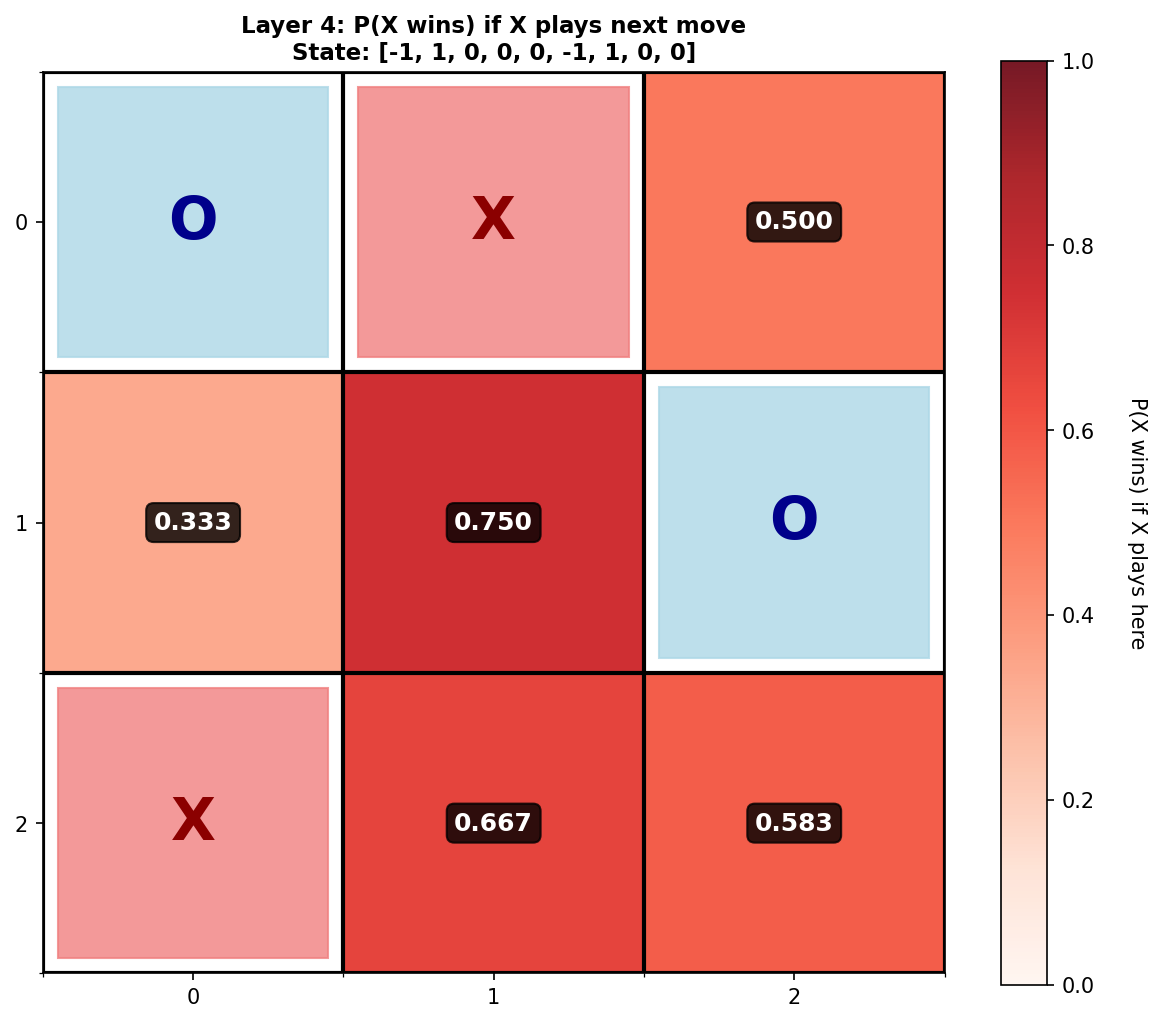 Layer 4: P(X wins) if X plays next move
State: [-1, 1, 0, 0, 0, -1, 1, 0, 0]
0
O
X
0.500
1
0.333
0.750
O
2
X
0.667
0.583
0
1
2
1.0
0.8
0.6
0.4
0.2
0.0
P(X wins) if X plays here